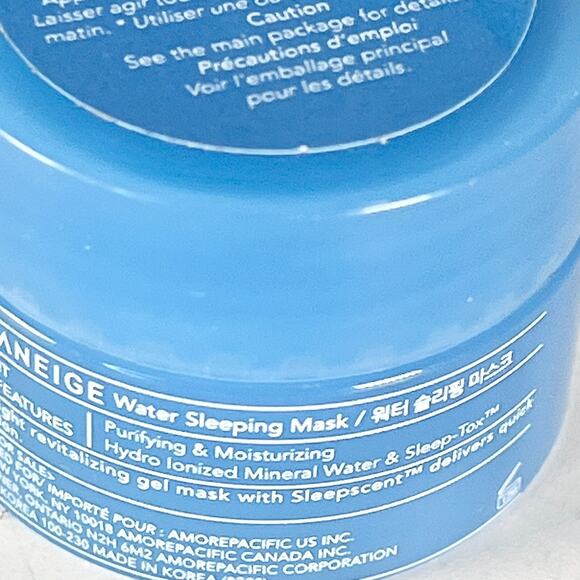 Laisser agir
matin. • Utiliser une
Caution
See the main package for
Précautions d'emploi
Voir l'emballage principal
pour les détails.
ANEIGE Water Sleeping Mask / 워터 슬리핑 마스크
FEATURES
Purifying & Moisturizing
Hydro Ionized Mineral Water & Sleep-Tox™
revitalizing gel mask with Sleepscent™ delivers quick
SALE>
FOR/ IMPORTÉ POUR : AMOREPACIFIC US INC.
YORK, NY 10018 AMOREPACIFIC CANADA INC.
ONTARIO N2H 6M2 AMOREPACIFIC CORPORATION
KOREA 100-230 MADE IN KOREA